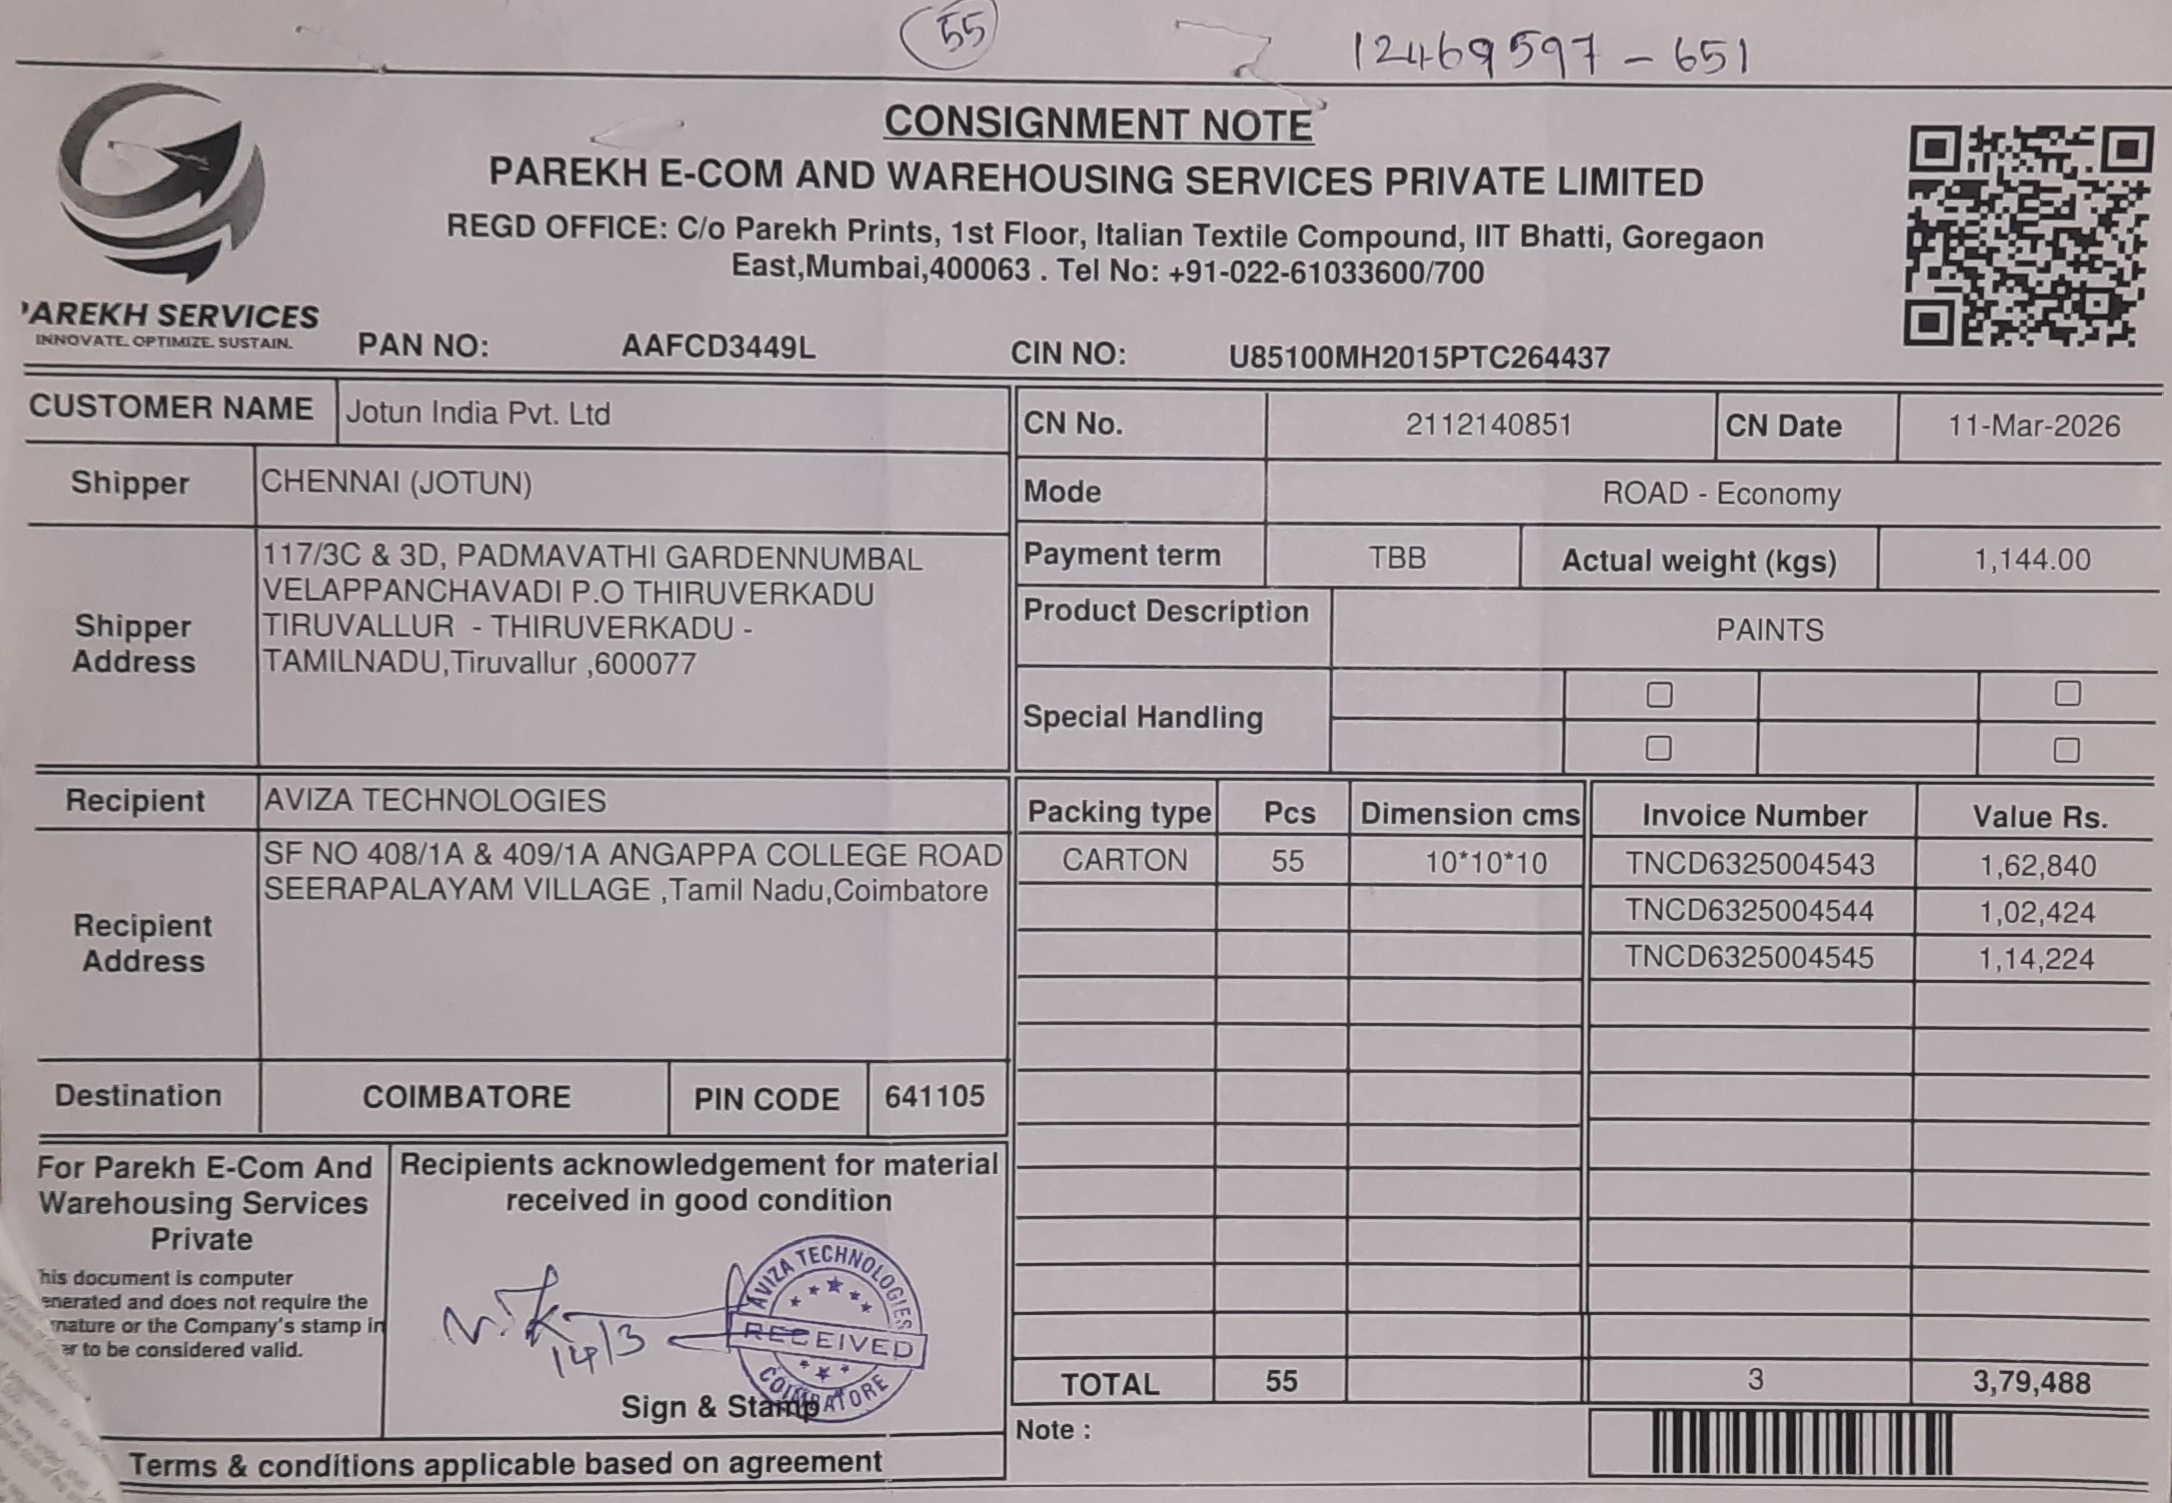 55
12469597 - 651
CONSIGNMENT NOTE
PAREKH E-COM AND WAREHOUSING SERVICES PRIVATE LIMITED
REGD OFFICE: C/o Parekh Prints, 1st Floor, Italian Textile Compound, IIT Bhatti, Goregaon
East,Mumbai,400063 . Tel No: +91-022-61033600/700
AREKH SERVICES
INNOVATE. OPTIMIZE. SUSTAIN.
PAN NO: AAFCD3449L CIN NO: U85100MH2015PTC264437
CUSTOMER NAME Jotun India Pvt. Ltd
Shipper CHENNAI (JOTUN)
Shipper Address
117/3C & 3D, PADMAVATHI GARDENNUMBAL
VELAPPANCHAVADI P.O THIRUVERKADU
TIRUVALLUR - THIRUVERKADU -
TAMILNADU,Tiruvallur ,600077
Recipient AVIZA TECHNOLOGIES
Recipient Address
SF NO 408/1A & 409/1A ANGAPPA COLLEGE ROAD
SEERAPALAYAM VILLAGE ,Tamil Nadu,Coimbatore
Destination COIMBATORE PIN CODE 641105
For Parekh E-Com And
Warehousing Services
Private
his document is computer
enerated and does not require the
nature or the Company's stamp in
er to be considered valid.
Recipients acknowledgement for material
received in good condition
14/3
AVIZA TECHNOLOGIES
RECEIVED
COIMBATORE
Sign & Stamp
Terms & conditions applicable based on agreement
CN No. 2112140851 CN Date 11-Mar-2026
Mode ROAD - Economy
Payment term TBB Actual weight (kgs) 1,144.00
Product Description PAINTS
Special Handling
Packing type Pcs Dimension cms Invoice Number Value Rs.
CARTON 55 10*10*10 TNCD6325004543 1,62,840
TNCD6325004544 1,02,424
TNCD6325004545 1,14,224
TOTAL 55 3 3,79,488
Note :